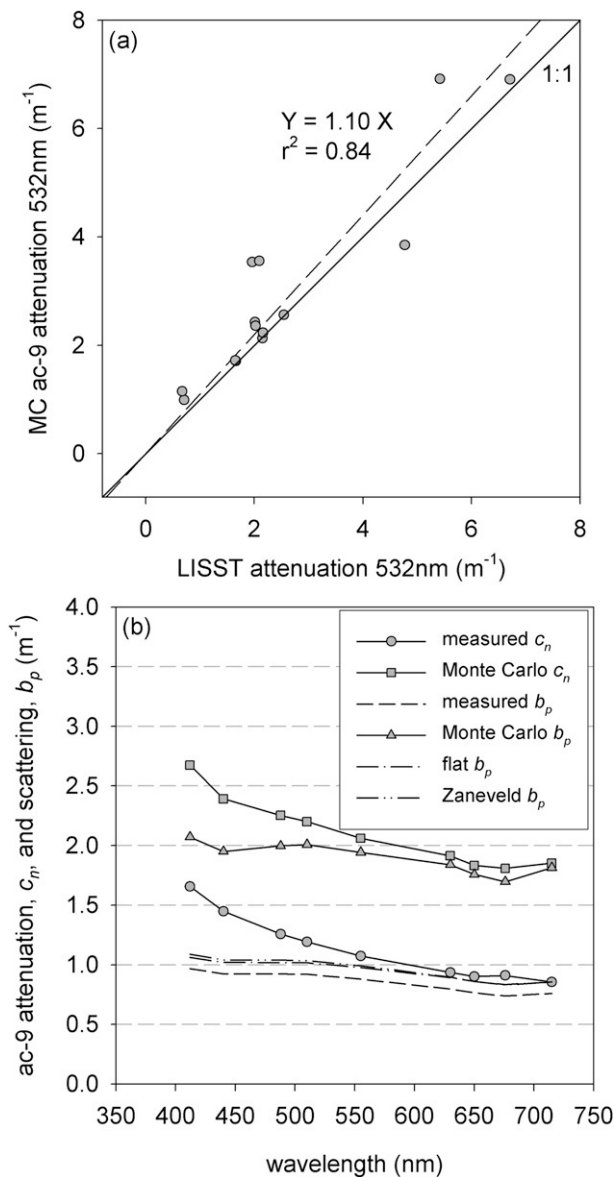 (a)
8
6
4
2
0
MC ac-9 attenuation 532nm (m⁻¹)
Y = 1.10 X
r² = 0.84
1:1
0 2 4 6 8
LISST attenuation 532nm (m⁻¹)
(b)
4.0
3.5
3.0
2.5
2.0
1.5
1.0
0.5
0.0
ac-9 attenuation, cₙ, and scattering, bₚ (m⁻¹)
measured cₙ
Monte Carlo cₙ
measured bₚ
Monte Carlo bₚ
flat bₚ
Zaneveld bₚ
350 400 450 500 550 600 650 700 750
wavelength (nm)